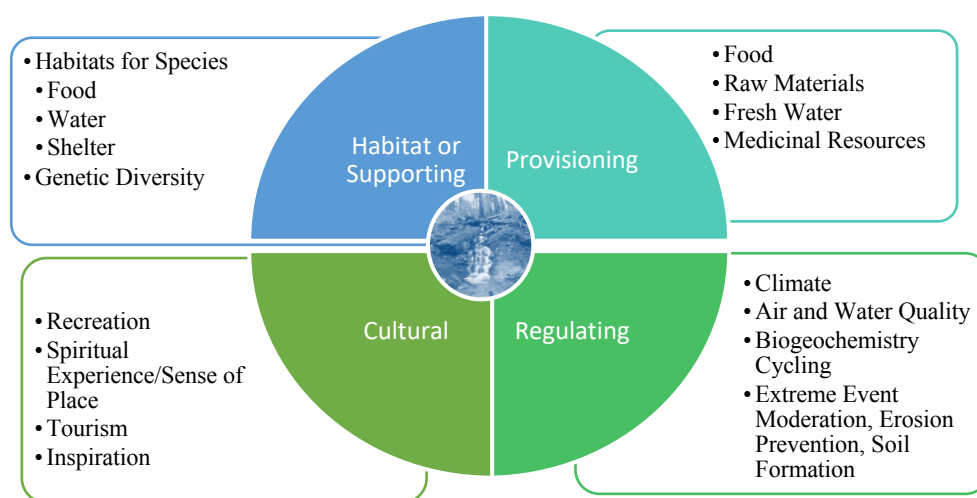 • Habitats for Species
• Food
• Water
• Shelter
• Genetic Diversity
Habitat or
Supporting
Provisioning
• Food
• Raw Materials
• Fresh Water
• Medicinal Resources
• Recreation
• Spiritual
Experience/Sense of
Place
• Tourism
• Inspiration
Cultural
Regulating
• Climate
• Air and Water Quality
• Biogeochemistry
Cycling
• Extreme Event
Moderation, Erosion
Prevention, Soil
Formation